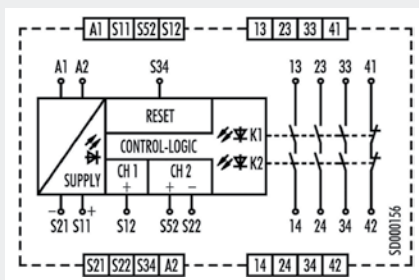 A1 S11 S52 S12 13 23 33 41
A1 A2 S34 13 23 33 41
RESET
CONTROL-LOGIC
K1
K2
CH 1 CH 2
SUPPLY + + −
− + 
S21 S11 S12 S52 S22 14 24 34 42
SD000156
S21 S22 S34 A2 14 24 34 42